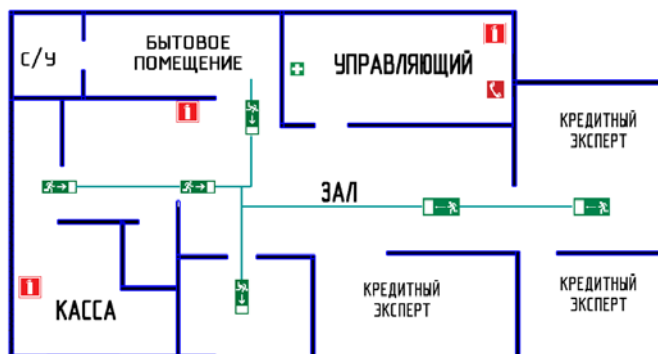 С/У
БЫТОВОЕ
ПОМЕЩЕНИЕ
УПРАВЛЯЮЩИЙ
КРЕДИТНЫЙ
ЭКСПЕРТ
ЗАЛ
КАССА
КРЕДИТНЫЙ
ЭКСПЕРТ
КРЕДИТНЫЙ
ЭКСПЕРТ